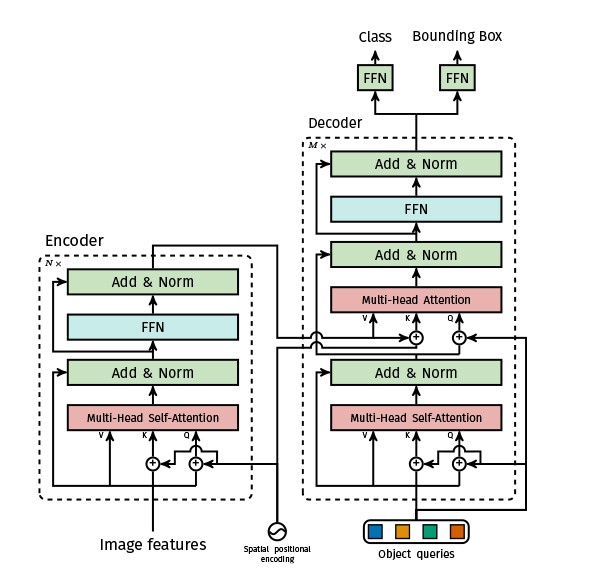 Class
Bounding Box
FFN
FFN
Decoder
M ×
Add & Norm
FFN
Add & Norm
Multi-Head Attention
V K Q
Add & Norm
Multi-Head Self-Attention
V K Q
Encoder
N ×
Add & Norm
FFN
Add & Norm
Multi-Head Self-Attention
V K Q
Image features
Spatial positional
encoding
Object queries